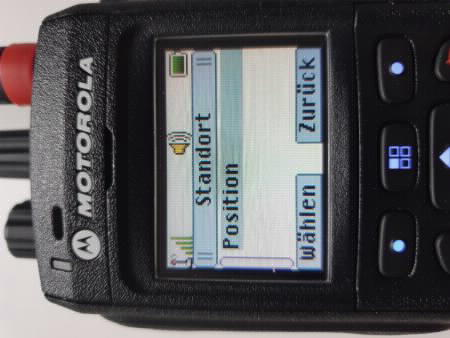 MOTOROLA
Standort
Position
Wählen Zurück